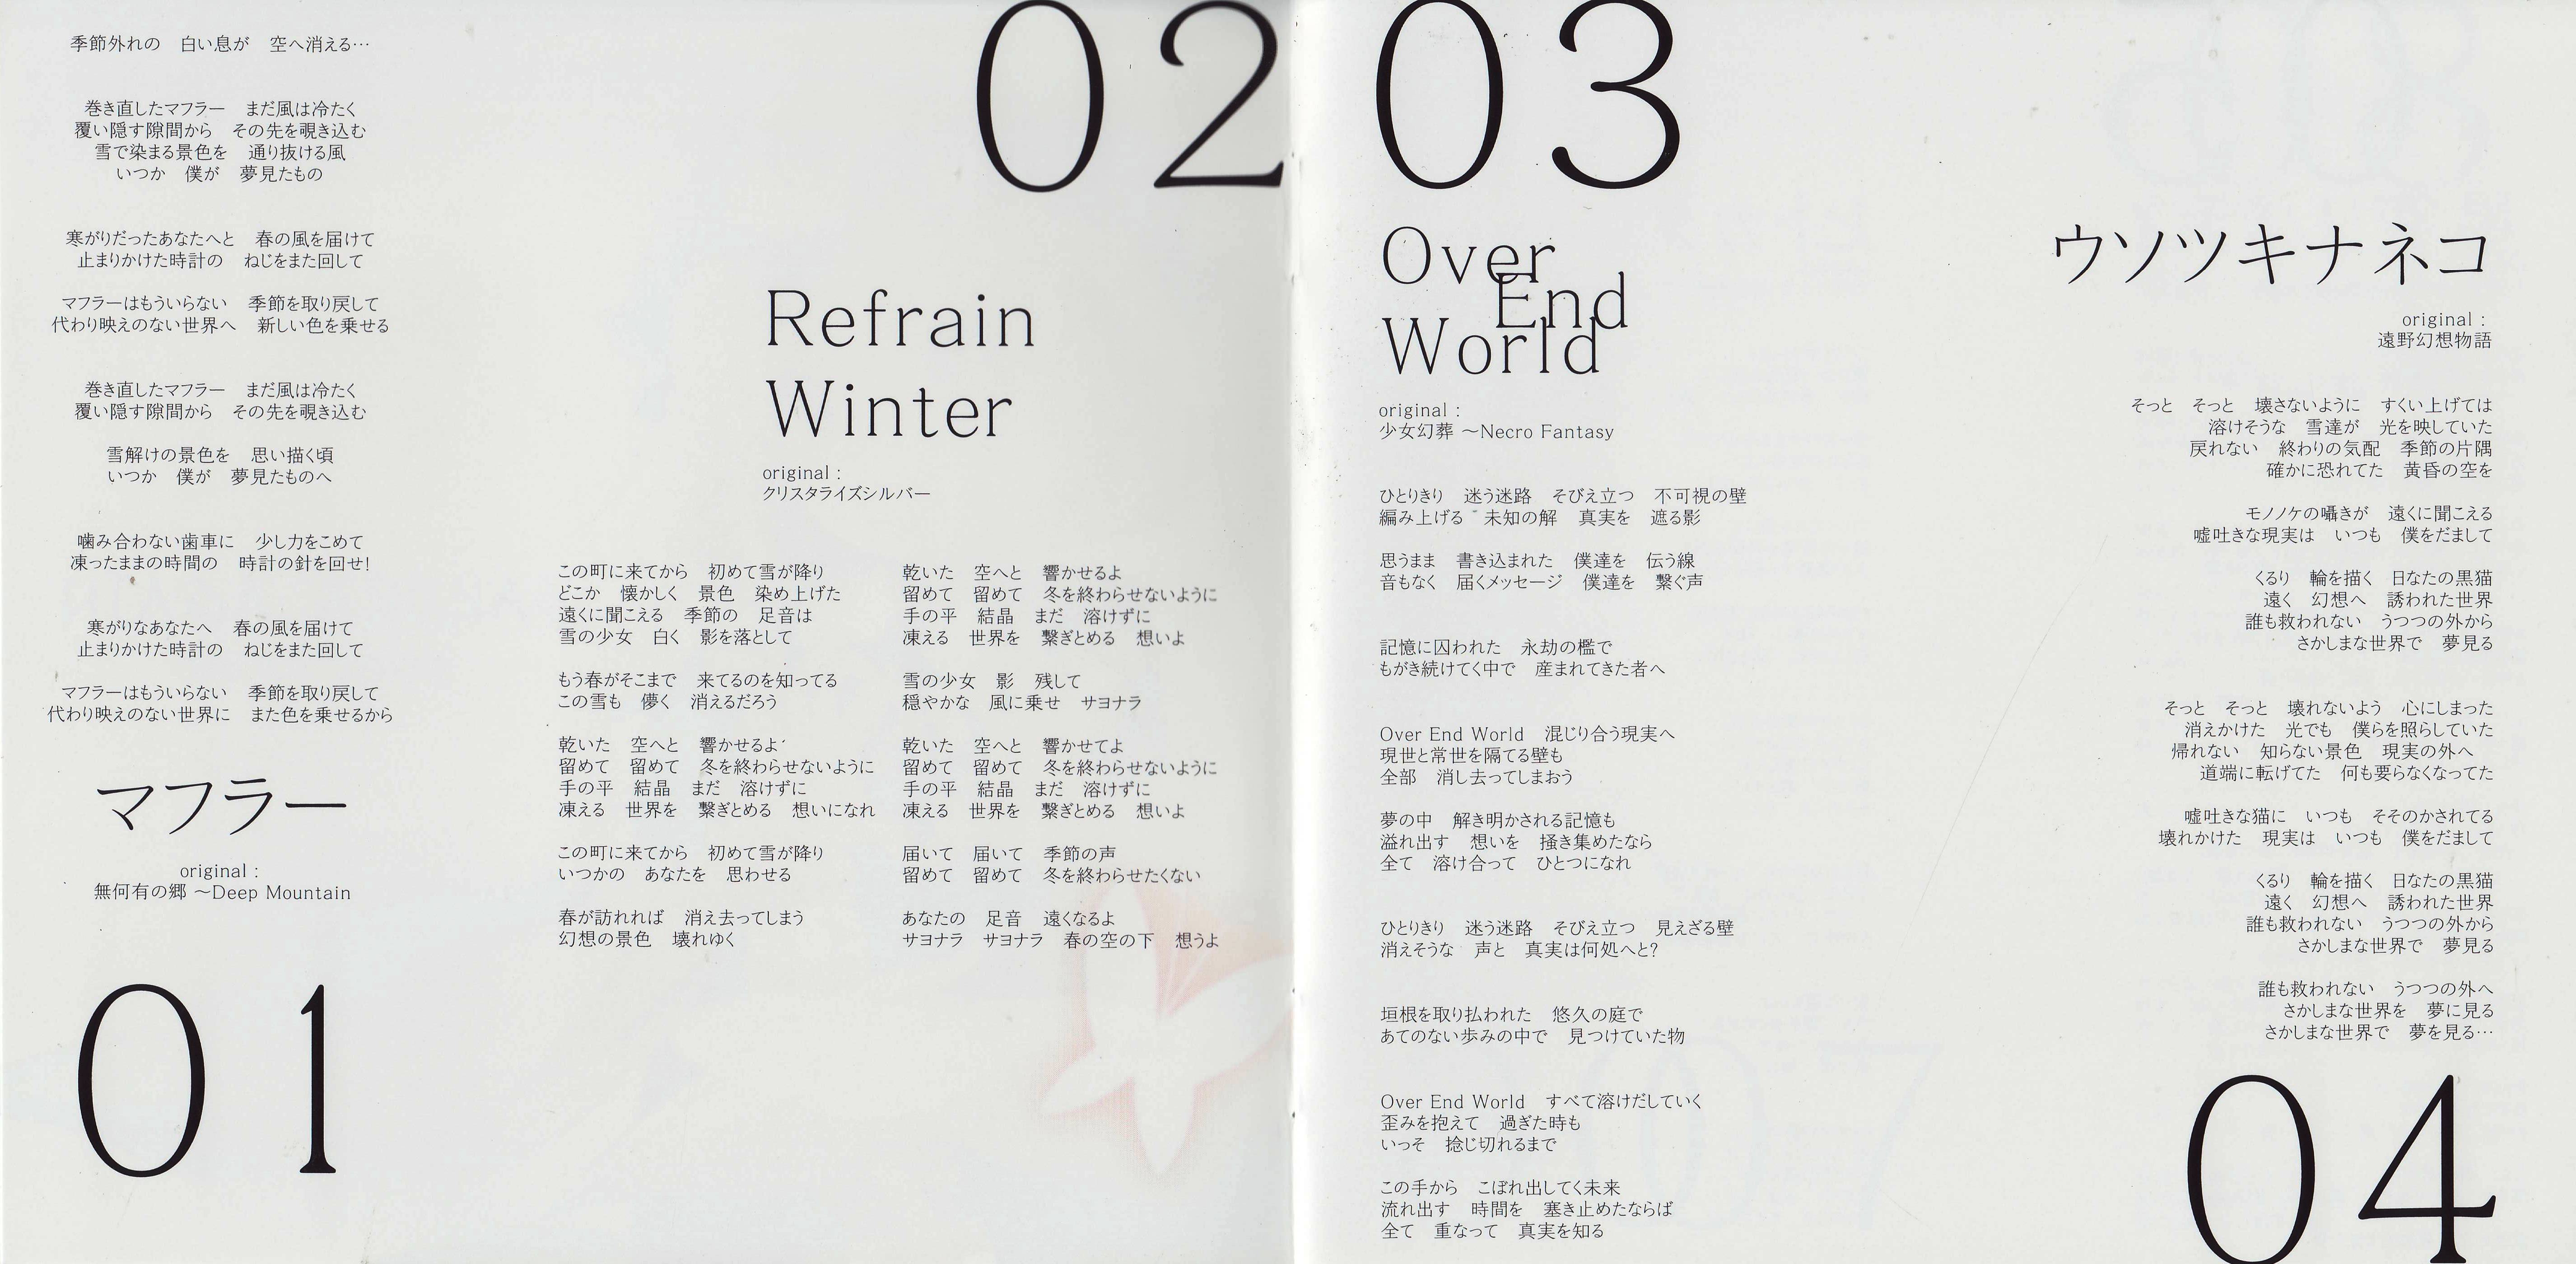 季節外れの　白い息が　空へ消える…
巻き直したマフラー　まだ風は冷たく
覆い隠す隙間から　その先を覗き込む
雪で染まる景色を　通り抜ける風
いつか　僕が　夢見たもの
寒がりだったあなたへと　春の風を届けて
止まりかけた時計の　ねじをまた回して
マフラーはもういらない　季節を取り戻して
代わり映えのない世界へ　新しい色を乗せる
巻き直したマフラー　まだ風は冷たく
覆い隠す隙間から　その先を覗き込む
雪解けの景色を　思い描く頃
いつか　僕が　夢見たものへ
噛み合わない歯車に　少し力をこめて
凍ったままの時間の　時計の針を回せ!
寒がりなあなたへ　春の風を届けて
止まりかけた時計の　ねじをまた回して
マフラーはもういらない　季節を取り戻して
代わり映えのない世界に　また色を乗せるから
マフラー
original :
無何有の郷 ～Deep Mountain
01
02
Refrain
Winter
original :
クリスタライズシルバー
この町に来てから　初めて雪が降り
どこか　懐かしく　景色　染め上げた
遠くに聞こえる　季節の　足音は
雪の少女　白く　影を落として
もう春がそこまで　来てるのを知ってる
この雪も　儚く　消えるだろう
乾いた　空へと　響かせるよ
留めて　留めて　冬を終わらせないように
手の平　結晶　まだ　溶けずに
凍える　世界を　繋ぎとめる　想いになれ
この町に来てから　初めて雪が降り
いつかの　あなたを　思わせる
春が訪れれば　消え去ってしまう
幻想の景色　壊れゆく
乾いた　空へと　響かせるよ
留めて　留めて　冬を終わらせないように
手の平　結晶　まだ　溶けずに
凍える　世界を　繋ぎとめる　想いよ
雪の少女　影　残して
穏やかな　風に乗せ　サヨナラ
乾いた　空へと　響かせてよ
留めて　留めて　冬を終わらせないように
手の平　結晶　まだ　溶けずに
凍える　世界を　繋ぎとめる　想いよ
届いて　届いて　季節の声
留めて　留めて　冬を終わらせたくない
あなたの　足音　遠くなるよ
サヨナラ　サヨナラ　春の空の下　想うよ
03
Over
End
World
original :
少女幻葬 ～Necro Fantasy
ひとりきり　迷う迷路　そびえ立つ　不可視の壁
編み上げる　未知の解　真実を　遮る影
思うまま　書き込まれた　僕達を　伝う線
音もなく　届くメッセージ　僕達を　繋ぐ声
記憶に囚われた　永劫の檻で
もがき続けてく中で　産まれてきた者へ
Over End World　混じり合う現実へ
現世と常世を隔てる壁も
全部　消し去ってしまおう
夢の中　解き明かされる記憶も
溢れ出す　想いを　掻き集めたなら
全て　溶け合って　ひとつになれ
ひとりきり　迷う迷路　そびえ立つ　見えざる壁
消えそうな　声と　真実は何処へと?
垣根を取り払われた　悠久の庭で
あてのない歩みの中で　見つけていた物
Over End World　すべて溶けだしていく
歪みを抱えて　過ぎた時も
いっそ　捻じ切れるまで
この手から　こぼれ出してく未来
流れ出す　時間を　塞き止めたならば
全て　重なって　真実を知る
ウソツキナネコ
original :
遠野幻想物語
そっと　そっと　壊さないように　すくい上げては
溶けそうな　雪達が　光を映していた
戻れない　終わりの気配　季節の片隅
確かに恐れてた　黄昏の空を
モノノケの囁きが　遠くに聞こえる
嘘吐きな現実は　いつも　僕をだまして
くるり　輪を描く　日なたの黒猫
遠く　幻想へ　誘われた世界
誰も救われない　うつつの外から
さかしまな世界で　夢見る
そっと　そっと　壊れないよう　心にしまった
消えかけた　光でも　僕らを照らしていた
帰れない　知らない景色　現実の外へ
道端に転げてた　何も要らなくなってた
嘘吐きな猫に　いつも　そそのかされてる
壊れかけた　現実は　いつも　僕をだまして
くるり　輪を描く　日なたの黒猫
遠く　幻想へ　誘われた世界
誰も救われない　うつつの外から
さかしまな世界で　夢見る
誰も救われない　うつつの外へ
さかしまな世界を　夢に見る
さかしまな世界で　夢を見る…
04